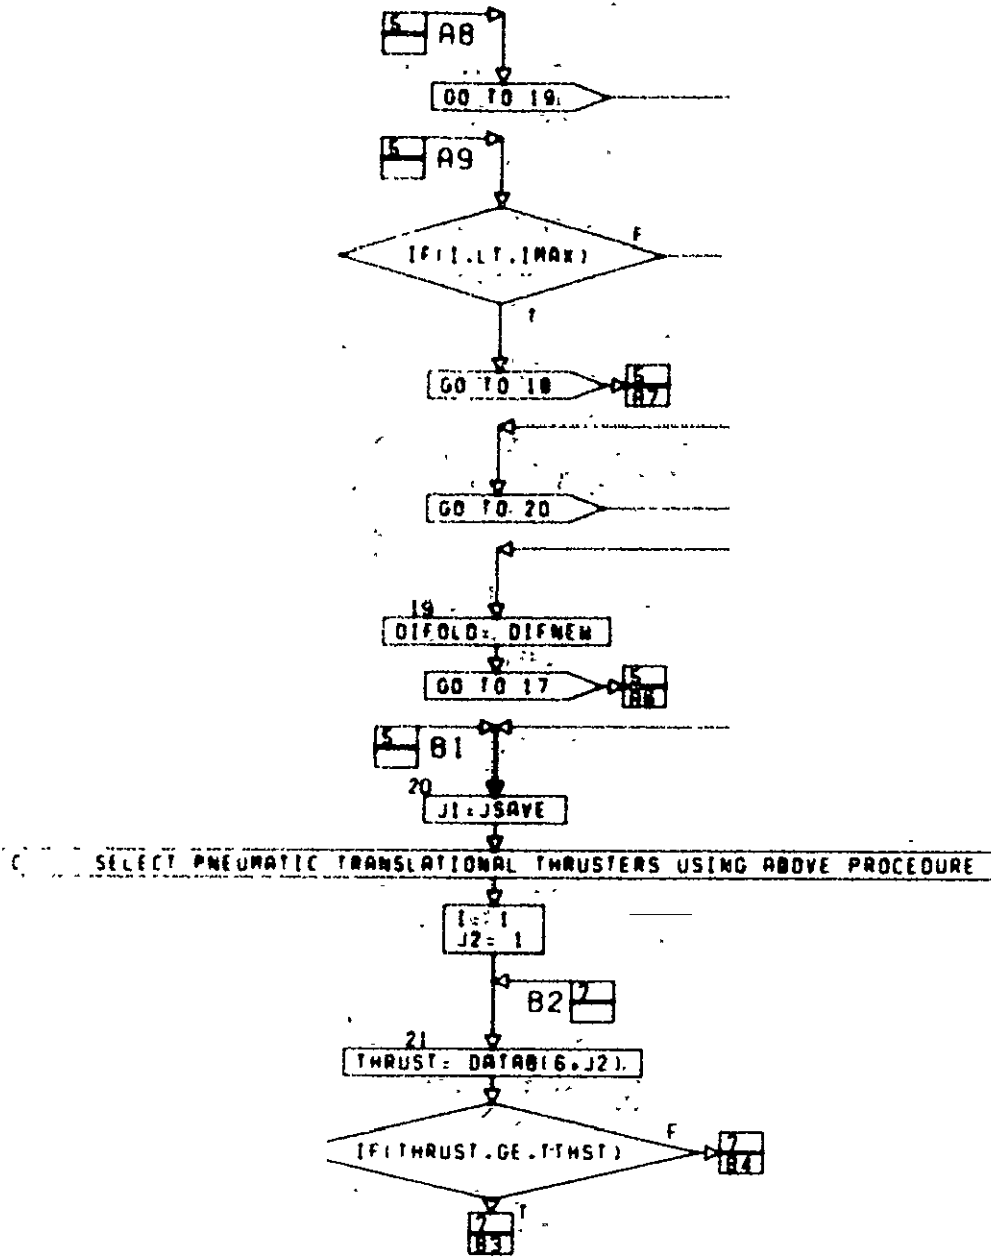 5 A8
GO TO 19
5 A9
IF(I.LT.IMAX) F
T
GO TO 18 5
A7
GO TO 20
19
DIFOLD= DIFNEW
GO TO 17 5
A6
5 B1
20
J1=JSAVE
C SELECT PNEUMATIC TRANSLATIONAL THRUSTERS USING ABOVE PROCEDURE
I= 1
J2= 1
B2 7
21
THRUST= DATAB(6,J2)
IF(THRUST.GE.TTHST) F 7
B4
T
7
B3